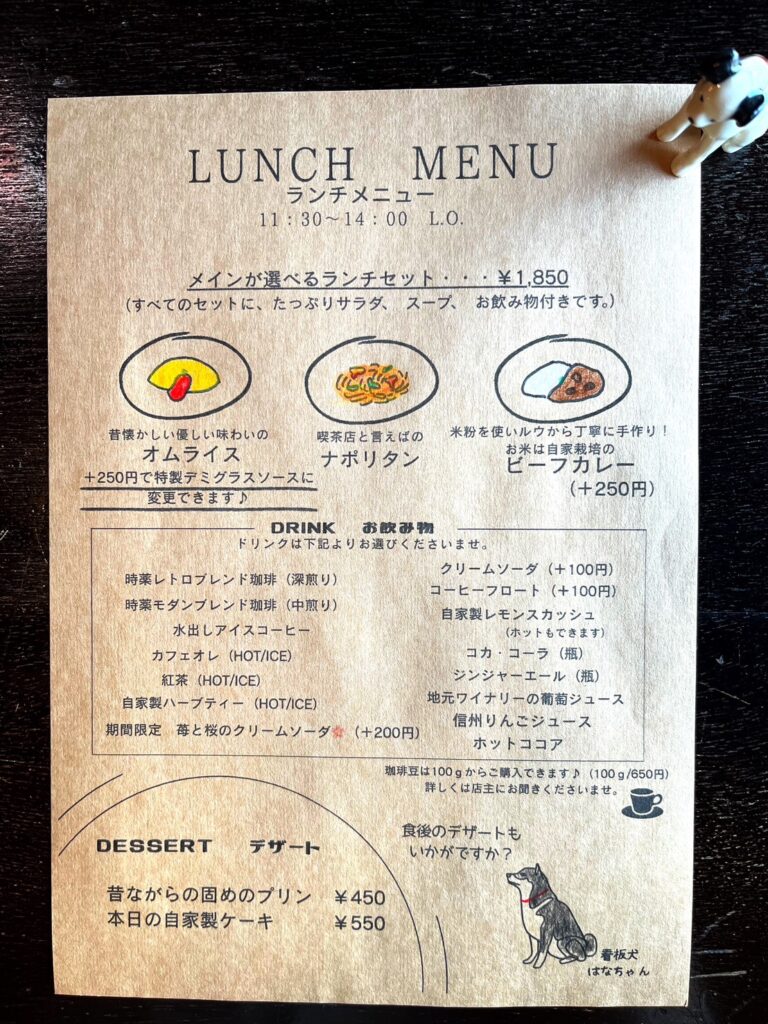 LUNCH MENU
ランチメニュー
11：30～14：00 L.O.
メインが選べるランチセット・・・￥1,850
（すべてのセットに、たっぷりサラダ、スープ、お飲み物付きです。）
昔懐かしい優しい味わいの
オムライス
＋250円で特製デミグラスソースに
変更できます♪
喫茶店と言えばの
ナポリタン
米粉を使いルウから丁寧に手作り！
お米は自家栽培の
ビーフカレー
（＋250円）
DRINK お飲み物
ドリンクは下記よりお選びくださいませ。
時薬レトロブレンド珈琲（深煎り）
時薬モダンブレンド珈琲（中煎り）
水出しアイスコーヒー
カフェオレ（HOT/ICE）
紅茶（HOT/ICE）
自家製ハーブティー（HOT/ICE）
期間限定 苺と桜のクリームソーダ🌸（＋200円）
クリームソーダ（＋100円）
コーヒーフロート（＋100円）
自家製レモンスカッシュ
（ホットもできます）
コカ・コーラ（瓶）
ジンジャーエール（瓶）
地元ワイナリーの葡萄ジュース
信州りんごジュース
ホットココア
珈琲豆は100gからご購入できます♪（100g/650円）
詳しくは店主にお聞きくださいませ。
DESSERT デザート
昔ながらの固めのプリン ￥450
本日の自家製ケーキ ￥550
食後のデザートも
いかがですか？
看板犬
はなちゃん